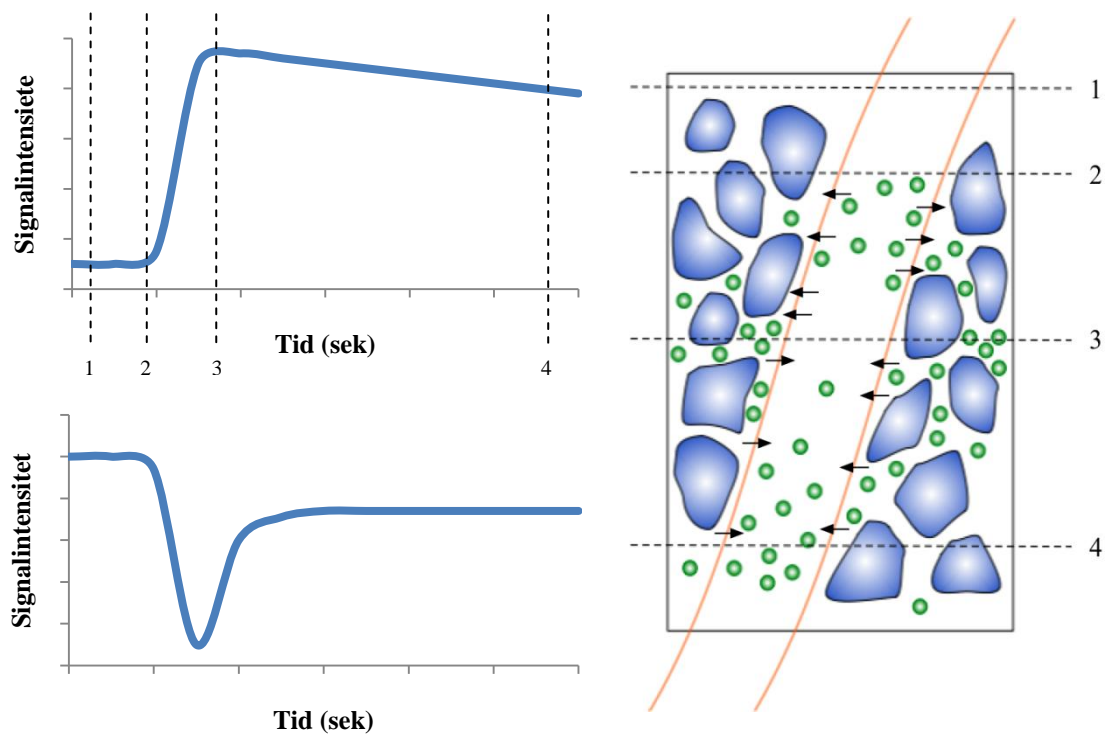 Signalintensiete
Tid (sek)
1 2 3 4
Signalintensitet
Tid (sek)
1
2
3
4